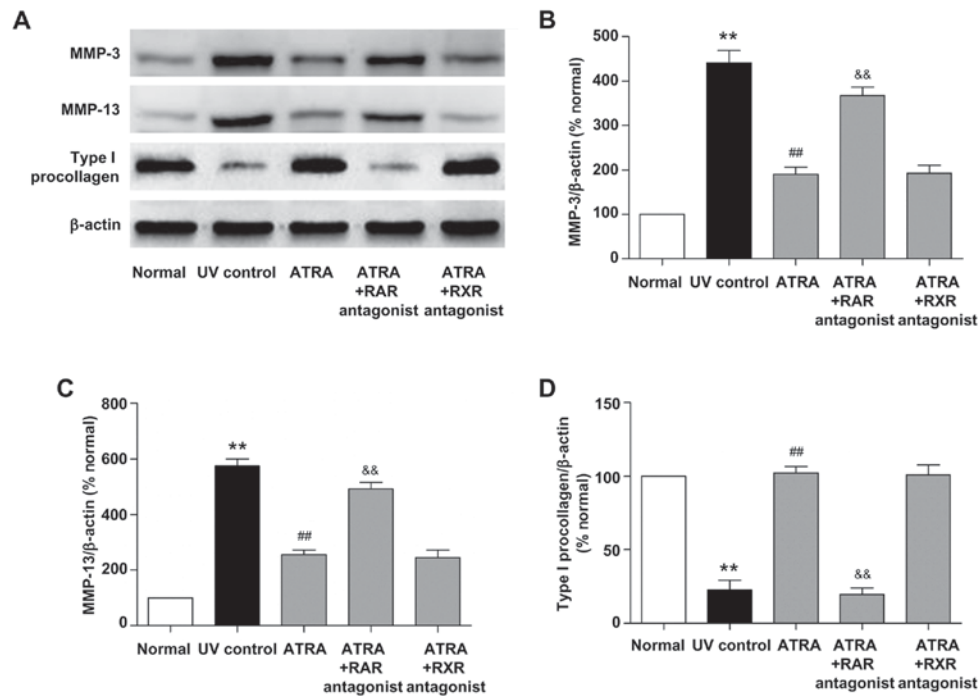 A
MMP-3
MMP-13
Type I
procollagen
β-actin
Normal UV control ATRA ATRA ATRA
+RAR +RXR
antagonist antagonist
B
MMP-3/β-actin (% normal)
500
400
300
200
100
0
**
##
&&
Normal UV control ATRA ATRA ATRA
+RAR +RXR
antagonist antagonist
C
MMP-13/β-actin (% normal)
800
600
400
200
0
**
##
&&
Normal UV control ATRA ATRA ATRA
+RAR +RXR
antagonist antagonist
D
Type I procollagen/β-actin
(% normal)
150
100
50
0
**
##
&&
Normal UV control ATRA ATRA ATRA
+RAR +RXR
antagonist antagonist